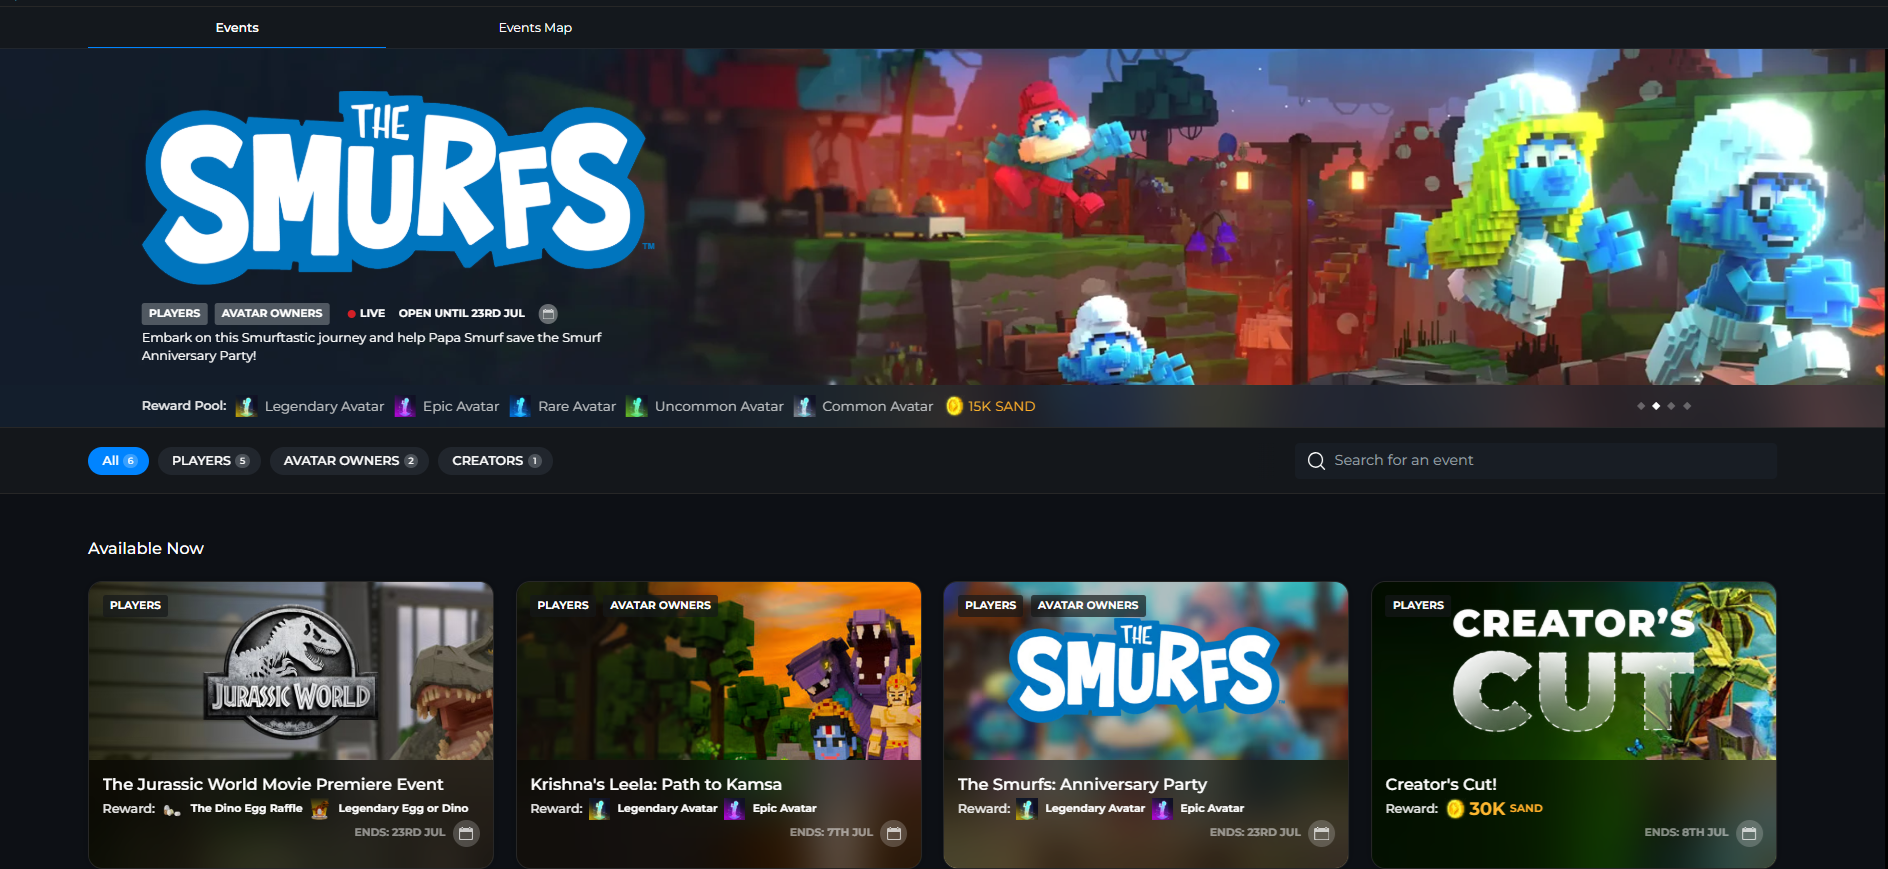 Events
Events Map
THE
SMURFS
TM
PLAYERS AVATAR OWNERS LIVE OPEN UNTIL 23RD JUL
Embark on this Smurftastic journey and help Papa Smurf save the Smurf
Anniversary Party!
Reward Pool: Legendary Avatar Epic Avatar Rare Avatar Uncommon Avatar Common Avatar 15K SAND
All 6 PLAYERS 5 AVATAR OWNERS 2 CREATORS 1
Search for an event
Available Now
PLAYERS
JURASSIC WORLD
The Jurassic World Movie Premiere Event
Reward: The Dino Egg Raffle Legendary Egg or Dino
ENDS: 23RD JUL
PLAYERS AVATAR OWNERS
Krishna's Leela: Path to Kamsa
Reward: Legendary Avatar Epic Avatar
ENDS: 7TH JUL
PLAYERS AVATAR OWNERS
THE
SMURFS
The Smurfs: Anniversary Party
Reward: Legendary Avatar Epic Avatar
ENDS: 23RD JUL
PLAYERS
CREATOR'S
CUT
Creator's Cut!
Reward: 30K SAND
ENDS: 8TH JUL